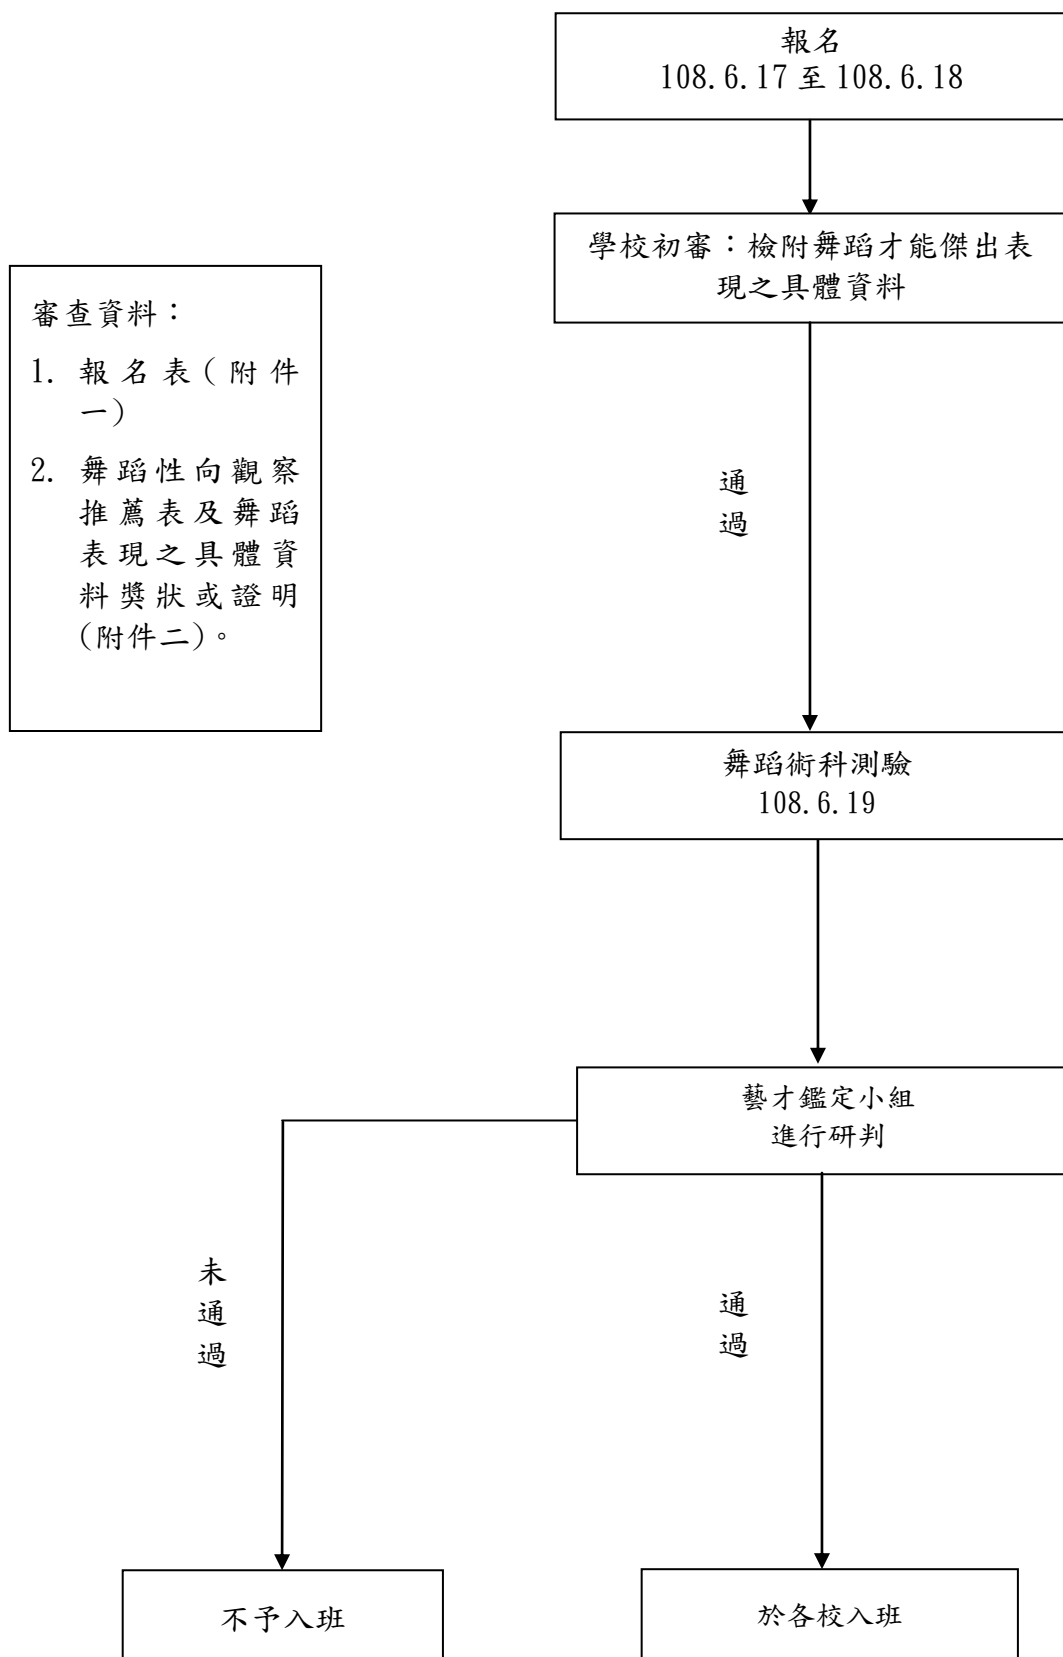 報名
108.6.17 至 108.6.18
學校初審：檢附舞蹈才能傑出表
現之具體資料
審查資料：
1. 報名表(附件
一)
2. 舞蹈性向觀察
推薦表及舞蹈
表現之具體資
料獎狀或證明
(附件二)。
通
過
舞蹈術科測驗
108.6.19
藝才鑑定小組
進行研判
未
通
過
通
過
不予入班
於各校入班